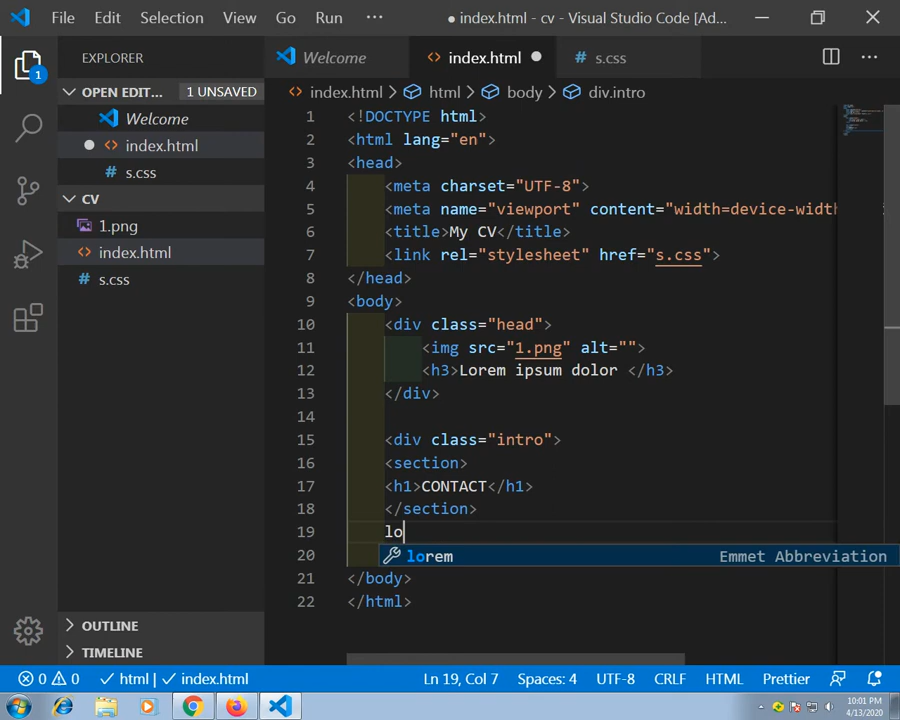 File Edit Selection View Go Run ··· ● index.html - cv - Visual Studio Code [Ad...
EXPLORER
Welcome <> index.html ● # s.css
OPEN EDIT... 1 UNSAVED
Welcome
● <> index.html
# s.css
CV
1.png
<> index.html
# s.css
OUTLINE
TIMELINE
1
<> index.html > html > body > div.intro
1 <!DOCTYPE html>
2 <html lang="en">
3 <head>
4 <meta charset="UTF-8">
5 <meta name="viewport" content="width=device-width
6 <title>My CV</title>
7 <link rel="stylesheet" href="s.css">
8 </head>
9 <body>
10 <div class="head">
11 <img src="1.png" alt="">
12 <h3>Lorem ipsum dolor </h3>
13 </div>
14
15 <div class="intro">
16 <section>
17 <h1>CONTACT</h1>
18 </section>
19 lo
20 lorem Emmet Abbreviation
21 </body>
22 </html>
0 0 html | index.html Ln 19, Col 7 Spaces: 4 UTF-8 CRLF HTML Prettier
10:01 PM
4/13/2020